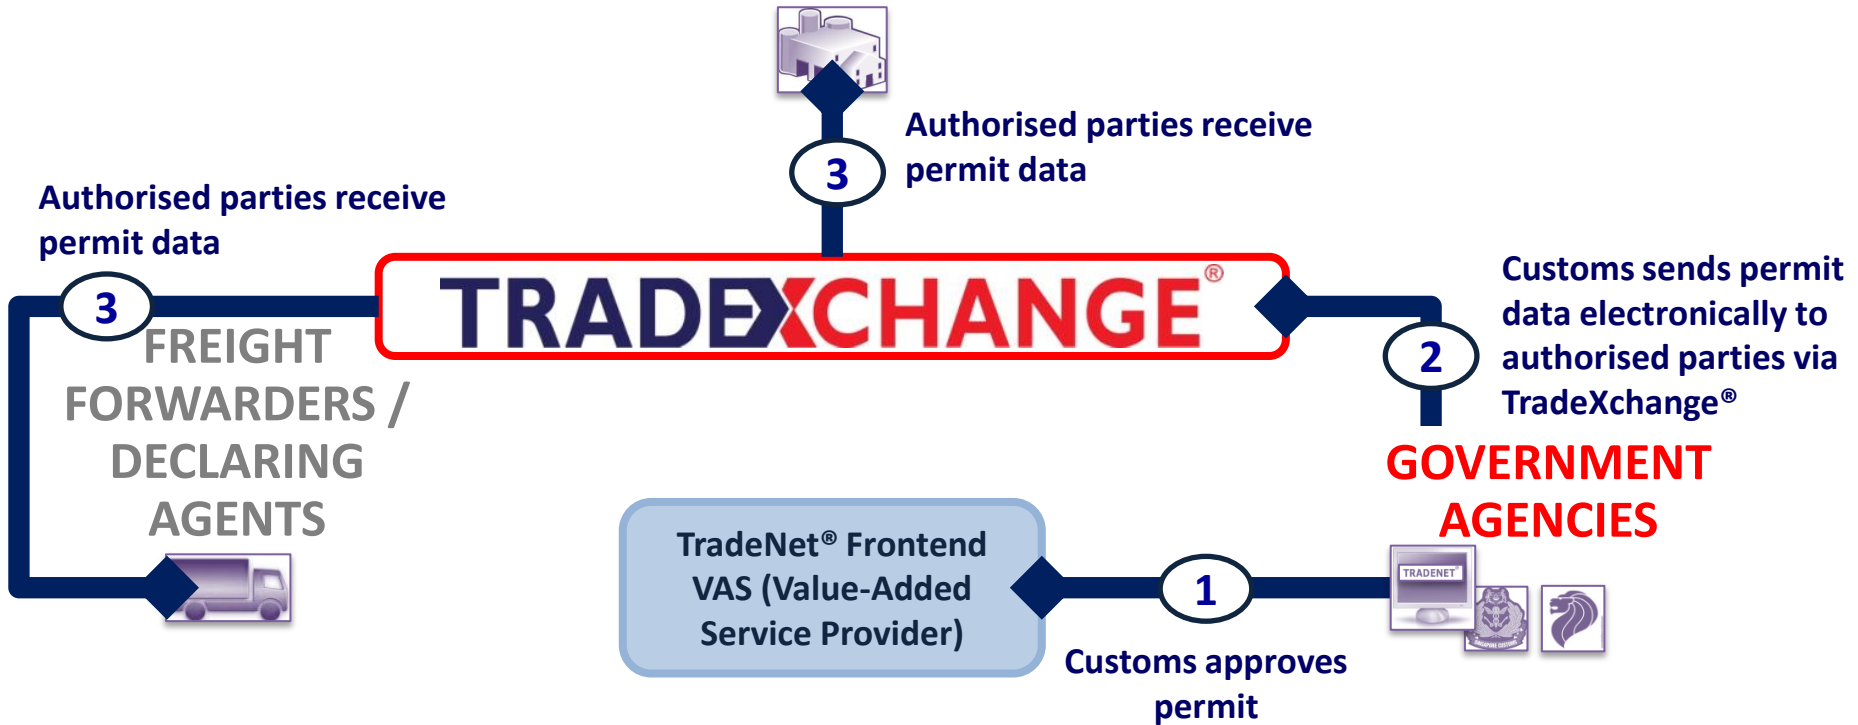 Authorised parties receive
permit data
3
Authorised parties receive
permit data
3
TRADEXCHANGE®
Customs sends permit
data electronically to
authorised parties via
TradeXchange®
2
FREIGHT
FORWARDERS /
DECLARING
AGENTS
GOVERNMENT
AGENCIES
TradeNet® Frontend
VAS (Value-Added
Service Provider)
1
TRADENET®
Customs approves
permit